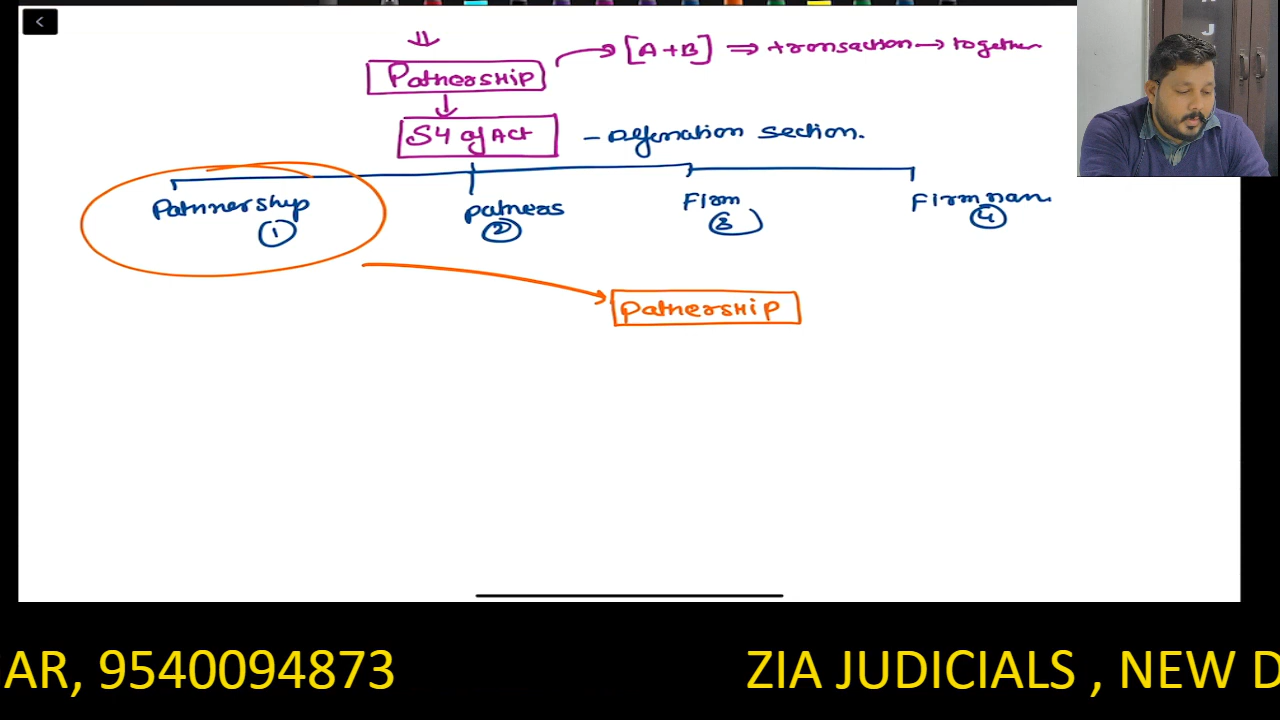 Patnership
[A+B] ⇒ transaction → together
S4 of Act
- Defination section.
Patnnership
1
patners
2
Firm
3
Firm nam.
4
patnership
J
AR, 9540094873
ZIA JUDICIALS , NEW D